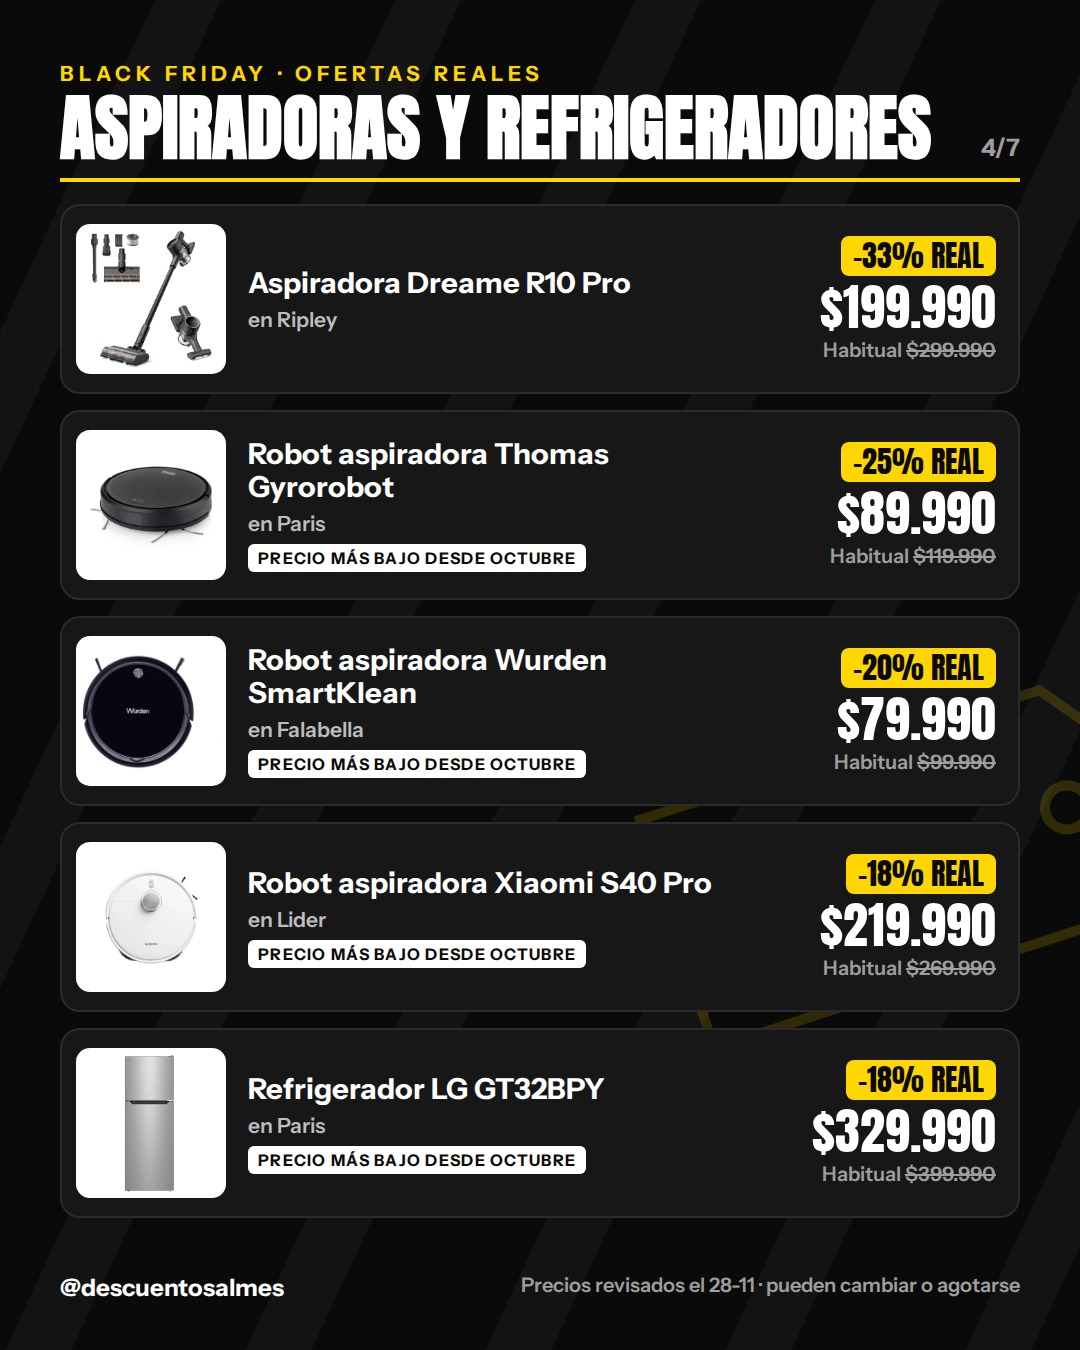 BLACK FRIDAY · OFERTAS REALES
ASPIRADORAS Y REFRIGERADORES
4/7
Aspiradora Dreame R10 Pro
en Ripley
-33% REAL
$199.990
Habitual $299.990
Robot aspiradora Thomas
Gyrorobot
en Paris
PRECIO MÁS BAJO DESDE OCTUBRE
-25% REAL
$89.990
Habitual $119.990
Wurden
Robot aspiradora Wurden
SmartKlean
en Falabella
PRECIO MÁS BAJO DESDE OCTUBRE
-20% REAL
$79.990
Habitual $99.990
Robot aspiradora Xiaomi S40 Pro
en Lider
PRECIO MÁS BAJO DESDE OCTUBRE
-18% REAL
$219.990
Habitual $269.990
Refrigerador LG GT32BPY
en Paris
PRECIO MÁS BAJO DESDE OCTUBRE
-18% REAL
$329.990
Habitual $399.990
@descuentosalmes
Precios revisados el 28-11 · pueden cambiar o agotarse